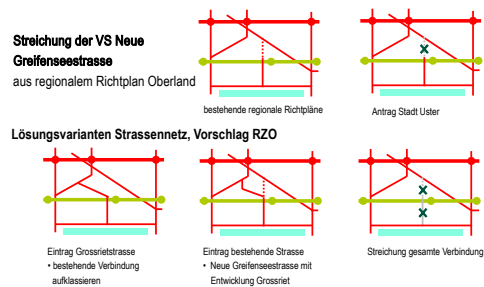 Streichung der VS Neue
Greifenseestrasse
aus regionalem Richtplan Oberland
bestehende regionale Richtpläne
Antrag Stadt Uster
Lösungsvarianten Strassennetz, Vorschlag RZO
Eintrag Grossrietstrasse
• bestehende Verbindung
aufklassieren
Eintrag bestehende Strasse
• Neue Greifenseestrasse mit
Entwicklung Grossriet
Streichung gesamte Verbindung